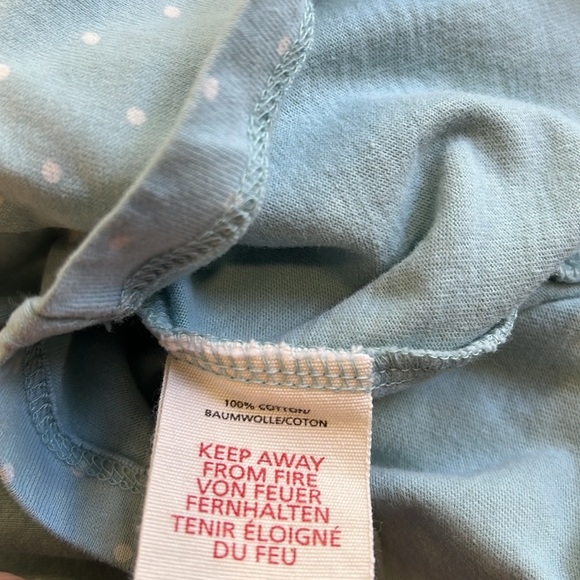 100% COTTON/
BAUMWOLLE/COTON
KEEP AWAY
FROM FIRE
VON FEUER
FERNHALTEN
TENIR ÉLOIGNÉ
DU FEU